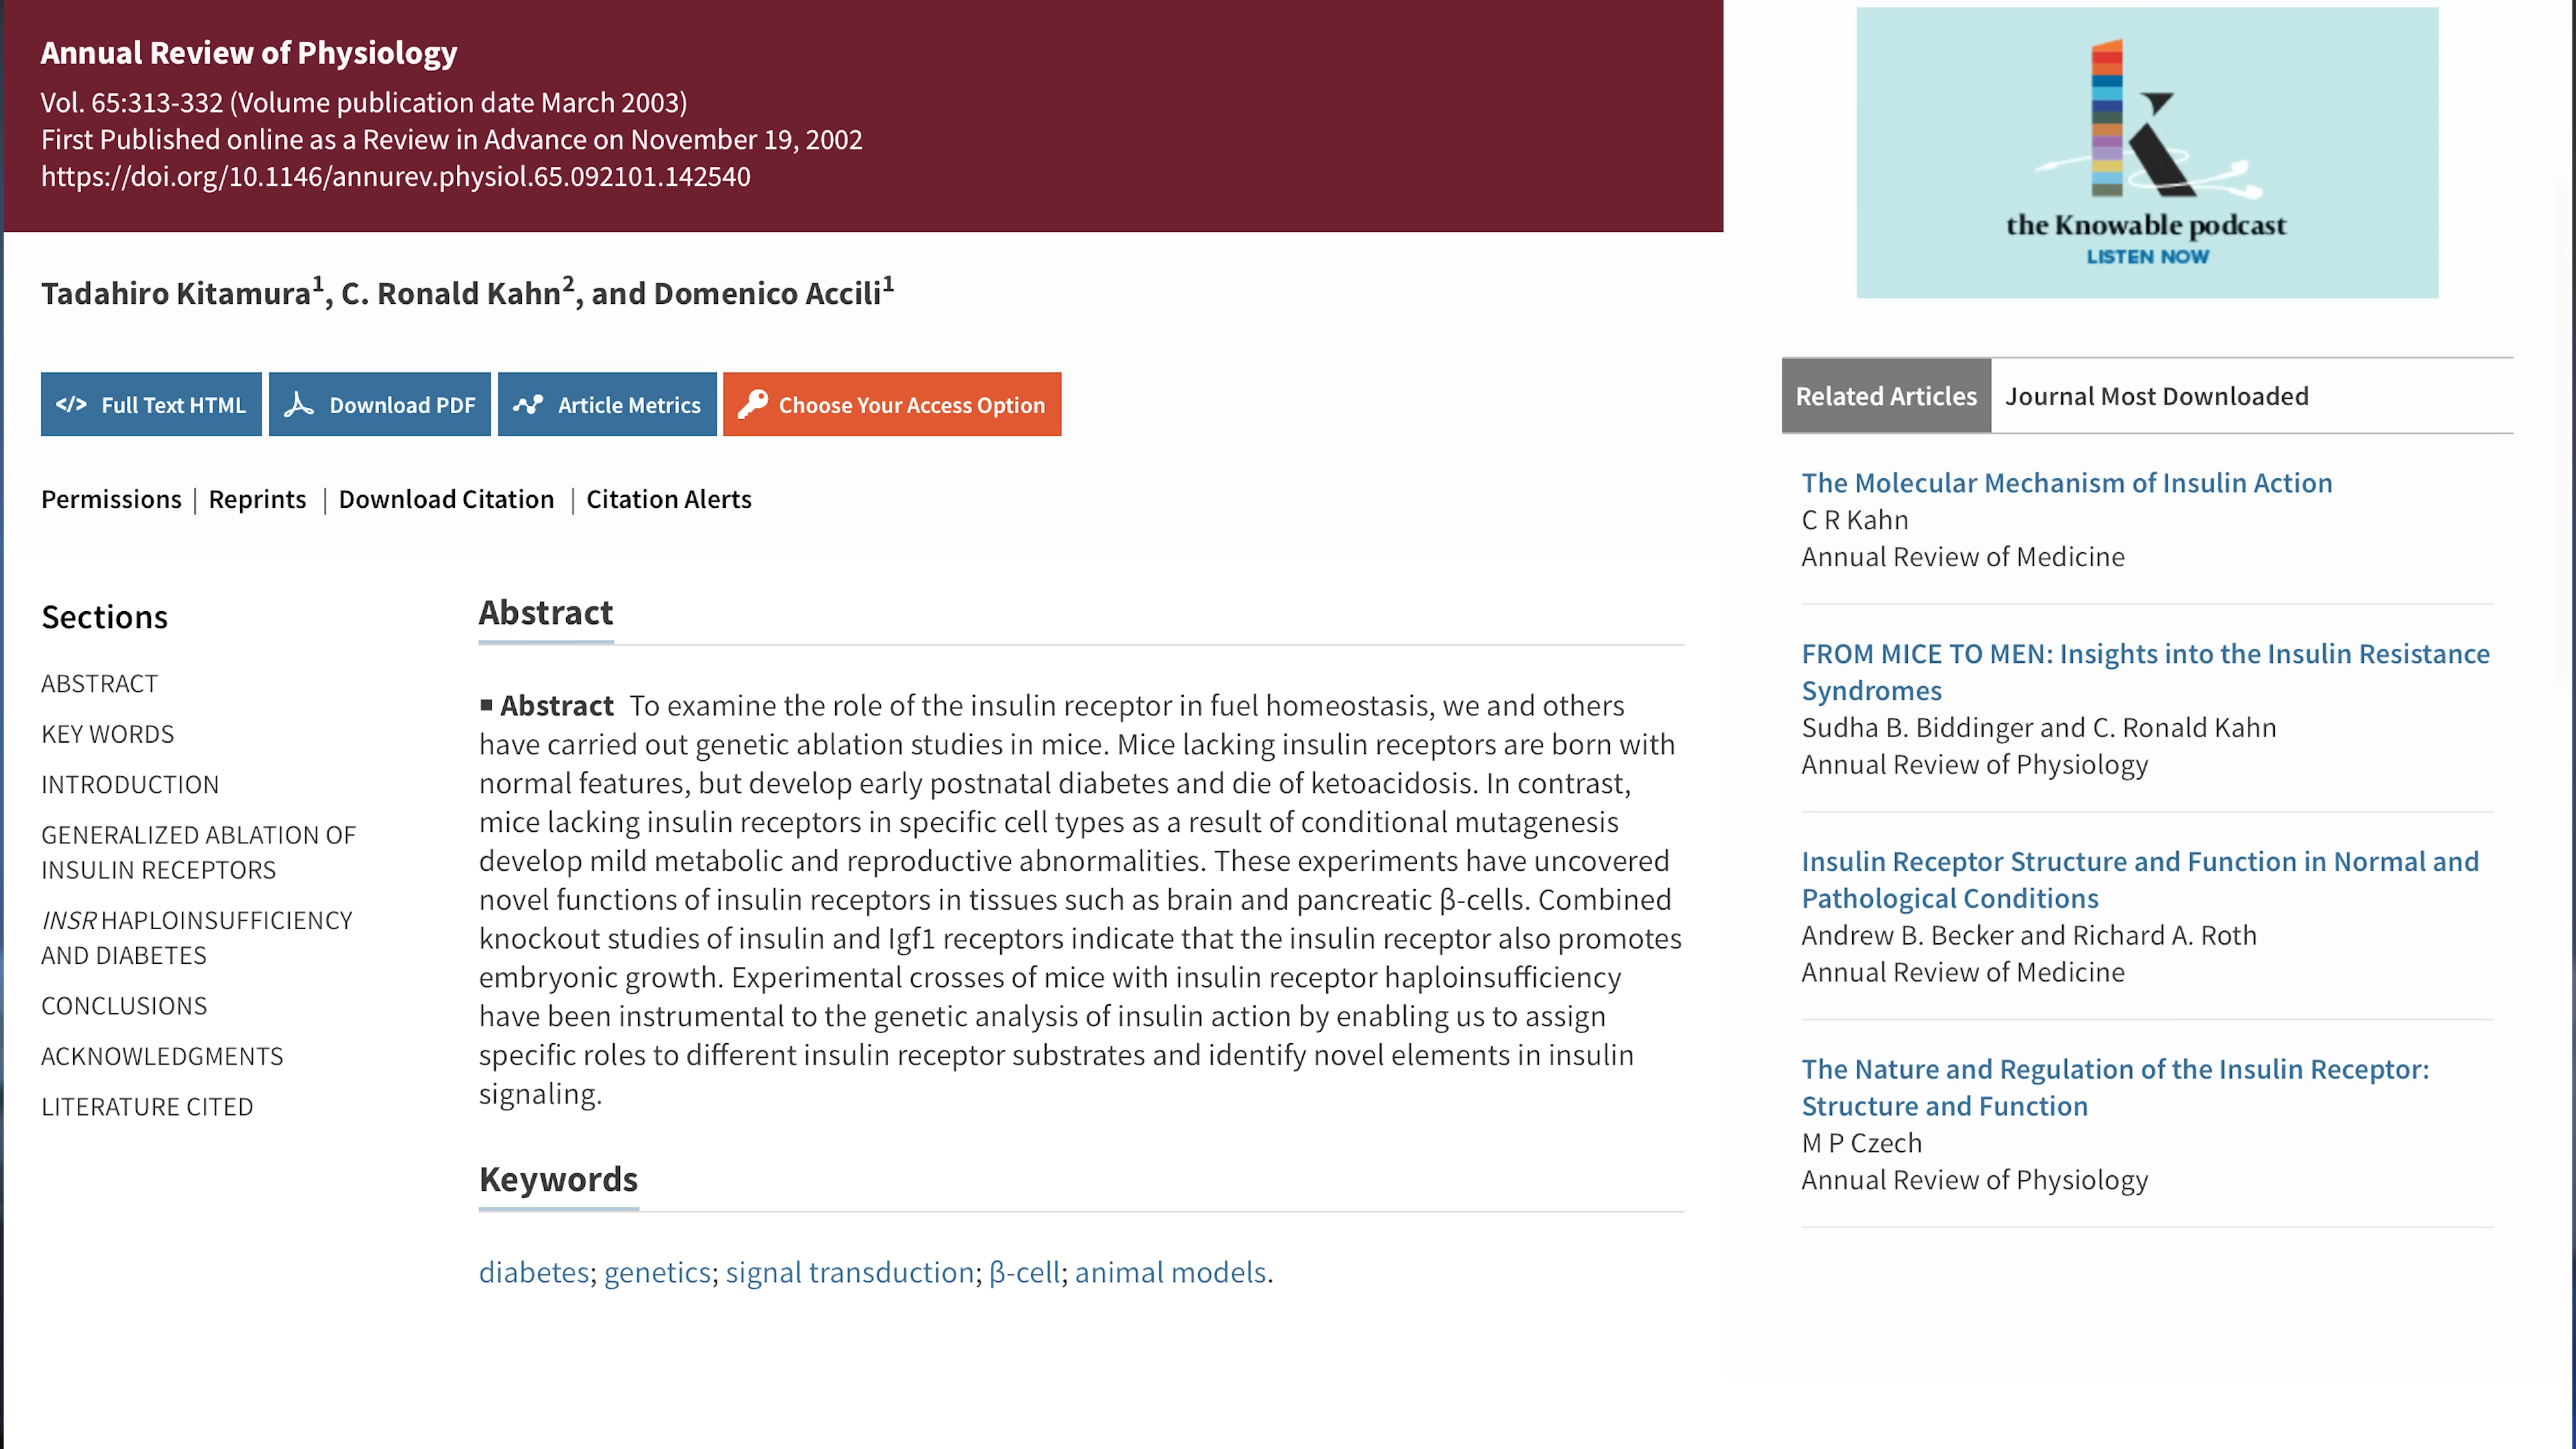 Annual Review of Physiology
Vol. 65:313-332 (Volume publication date March 2003)
First Published online as a Review in Advance on November 19, 2002
https://doi.org/10.1146/annurev.physiol.65.092101.142540
Tadahiro Kitamura1, C. Ronald Kahn2, and Domenico Accili1
</> Full Text HTML
Download PDF
Article Metrics
Choose Your Access Option
Permissions | Reprints | Download Citation | Citation Alerts
Sections
ABSTRACT
KEY WORDS
INTRODUCTION
GENERALIZED ABLATION OF
INSULIN RECEPTORS
INSR HAPLOINSUFFICIENCY
AND DIABETES
CONCLUSIONS
ACKNOWLEDGMENTS
LITERATURE CITED
Abstract
■ Abstract To examine the role of the insulin receptor in fuel homeostasis, we and others
have carried out genetic ablation studies in mice. Mice lacking insulin receptors are born with
normal features, but develop early postnatal diabetes and die of ketoacidosis. In contrast,
mice lacking insulin receptors in specific cell types as a result of conditional mutagenesis
develop mild metabolic and reproductive abnormalities. These experiments have uncovered
novel functions of insulin receptors in tissues such as brain and pancreatic β-cells. Combined
knockout studies of insulin and Igf1 receptors indicate that the insulin receptor also promotes
embryonic growth. Experimental crosses of mice with insulin receptor haploinsufficiency
have been instrumental to the genetic analysis of insulin action by enabling us to assign
specific roles to different insulin receptor substrates and identify novel elements in insulin
signaling.
Keywords
diabetes; genetics; signal transduction; β-cell; animal models.
k
the Knowable podcast
LISTEN NOW
Related Articles
Journal Most Downloaded
The Molecular Mechanism of Insulin Action
C R Kahn
Annual Review of Medicine
FROM MICE TO MEN: Insights into the Insulin Resistance
Syndromes
Sudha B. Biddinger and C. Ronald Kahn
Annual Review of Physiology
Insulin Receptor Structure and Function in Normal and
Pathological Conditions
Andrew B. Becker and Richard A. Roth
Annual Review of Medicine
The Nature and Regulation of the Insulin Receptor:
Structure and Function
M P Czech
Annual Review of Physiology